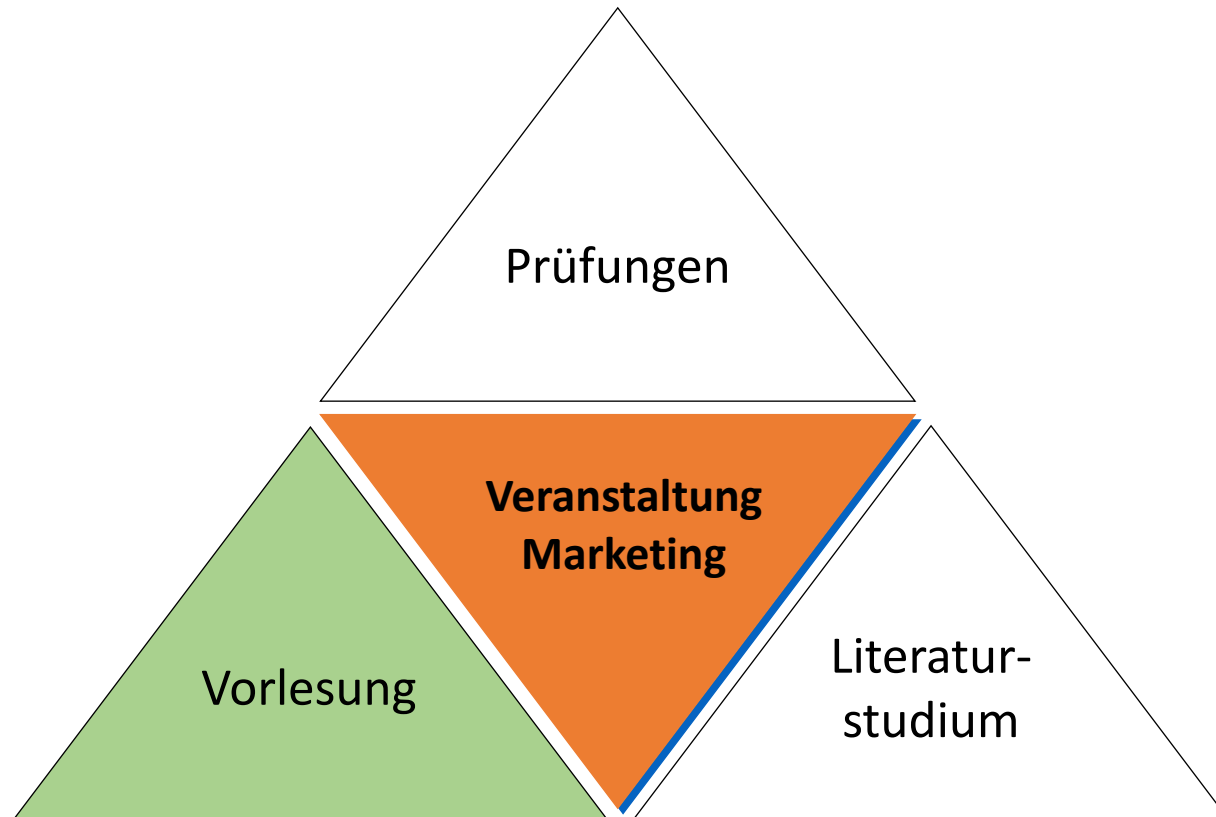 Prüfungen
Veranstaltung
Marketing
Vorlesung
Literatur-
studium